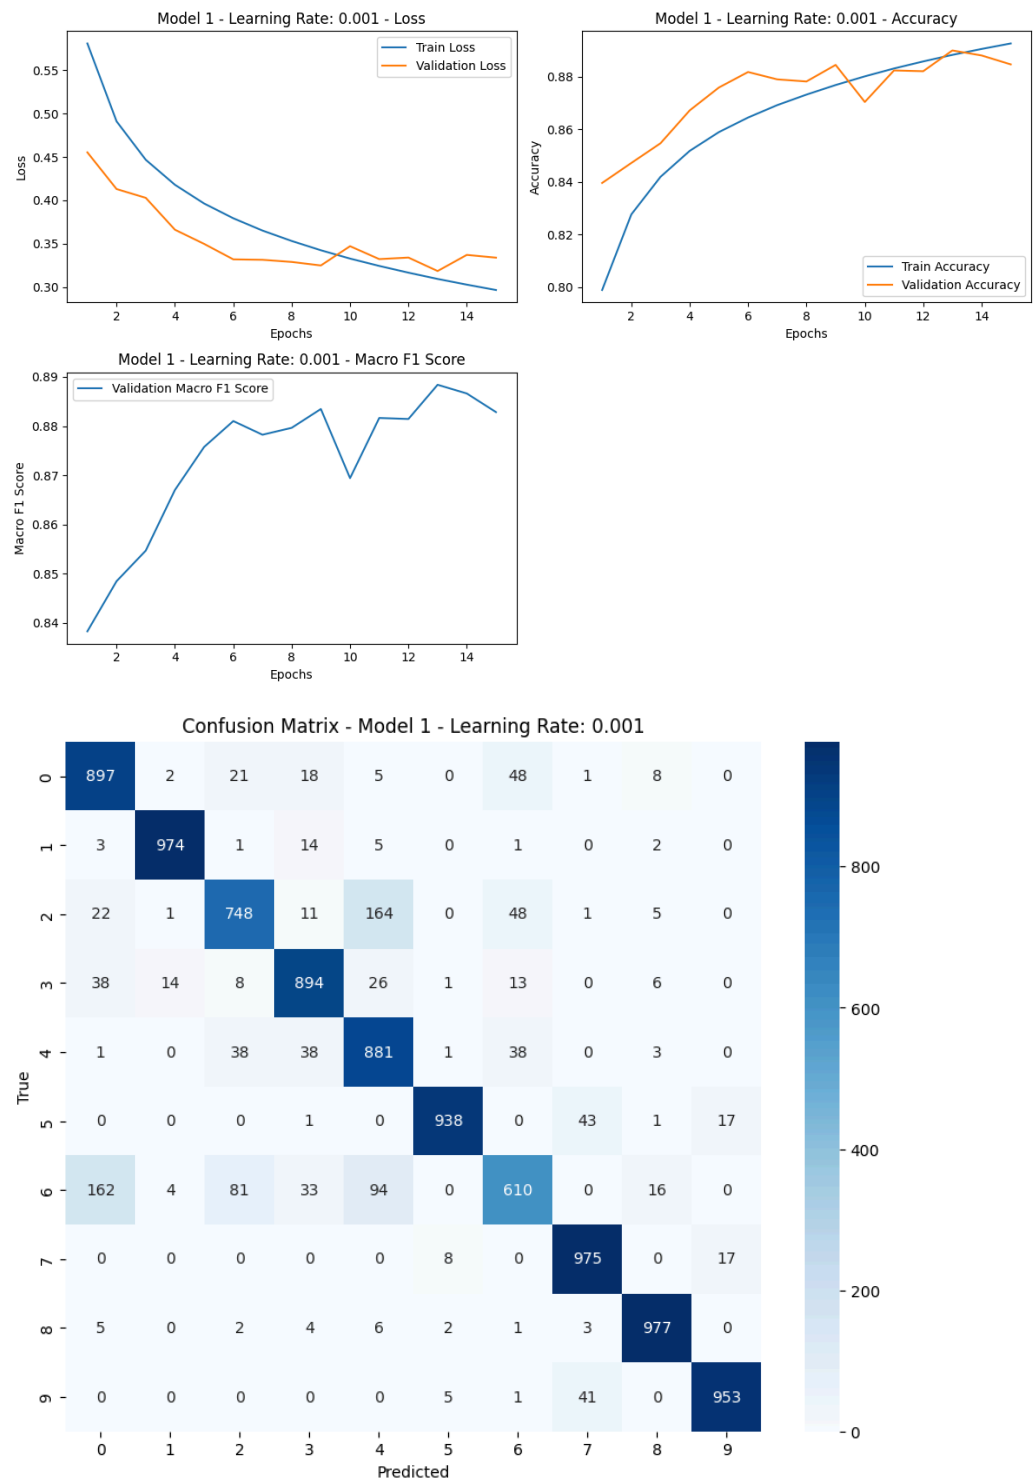 Model 1 - Learning Rate: 0.001 - Loss
Train Loss
Validation Loss
0.55
0.50
0.45
0.40
0.35
0.30
Loss
2 4 6 8 10 12 14
Epochs
Model 1 - Learning Rate: 0.001 - Accuracy
0.88
0.86
0.84
0.82
0.80
Accuracy
Train Accuracy
Validation Accuracy
2 4 6 8 10 12 14
Epochs
Model 1 - Learning Rate: 0.001 - Macro F1 Score
Validation Macro F1 Score
0.89
0.88
0.87
0.86
0.85
0.84
Macro F1 Score
2 4 6 8 10 12 14
Epochs
Confusion Matrix - Model 1 - Learning Rate: 0.001
0 897 2 21 18 5 0 48 1 8 0
1 3 974 1 14 5 0 1 0 2 0
2 22 1 748 11 164 0 48 1 5 0
3 38 14 8 894 26 1 13 0 6 0
4 1 0 38 38 881 1 38 0 3 0
5 0 0 0 1 0 938 0 43 1 17
6 162 4 81 33 94 0 610 0 16 0
7 0 0 0 0 0 8 0 975 0 17
8 5 0 2 4 6 2 1 3 977 0
9 0 0 0 0 0 5 1 41 0 953
True
0 1 2 3 4 5 6 7 8 9
Predicted
800
600
400
200
0